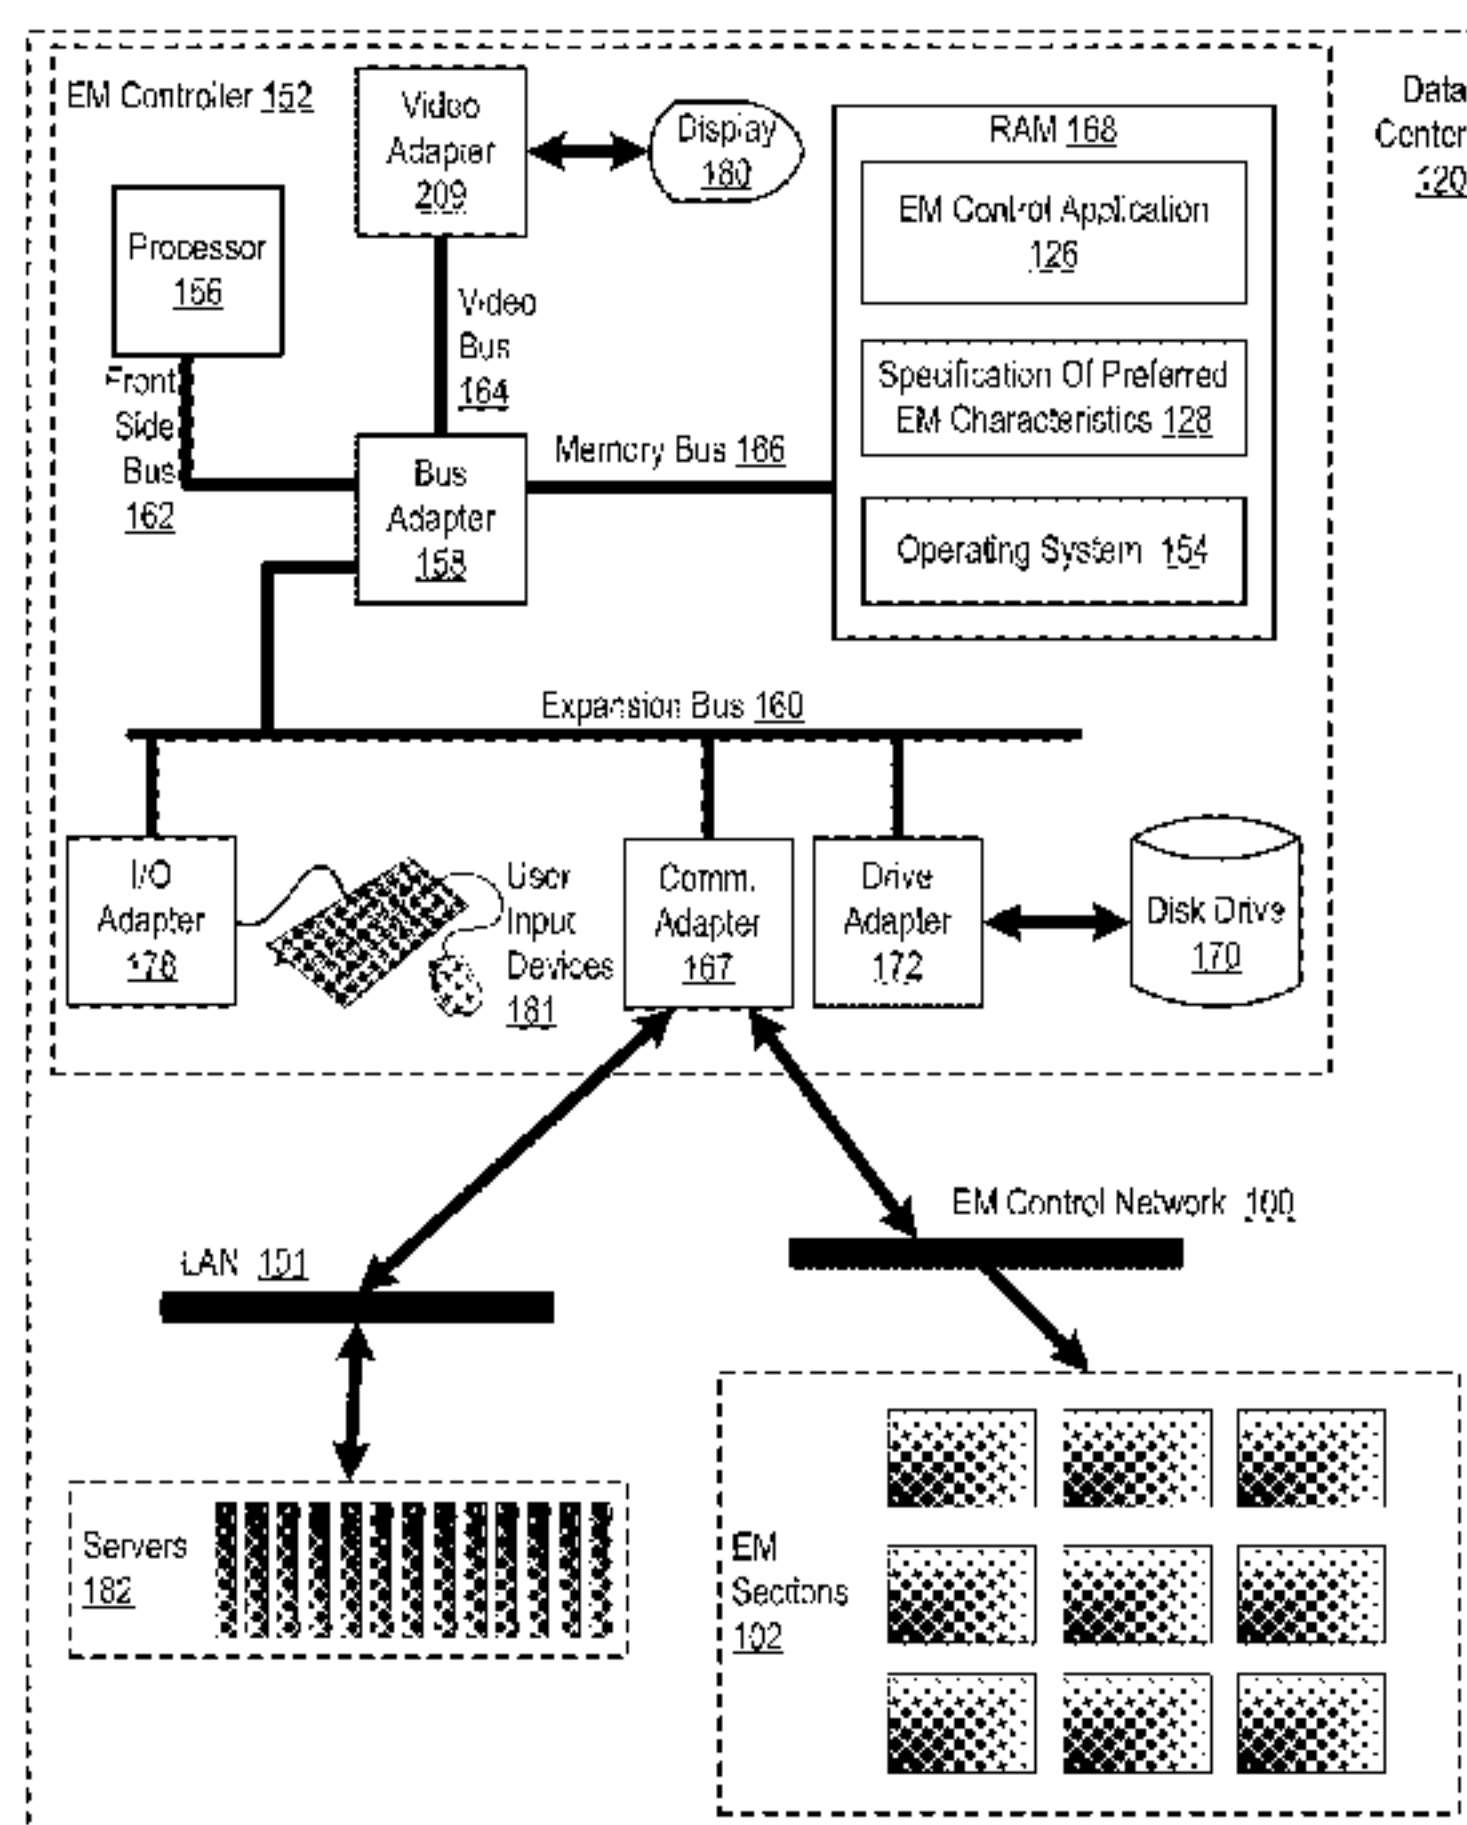 EM Controller 152
Data
Center
120
Video
Adapter
209
Display
180
RAM 168
EM Control Application
126
Processor
156
Video
Bus
164
Specification Of Preferred
EM Characteristics 128
Front
Side
Bus
162
Memory Bus 166
Bus
Adapter
158
Operating System 154
Expansion Bus 160
I/O
Adapter
178
User
Input
Devices
181
Comm.
Adapter
167
Drive
Adapter
172
Disk Drive
170
EM Control Network 100
LAN 101
Servers
182
EM
Sections
102